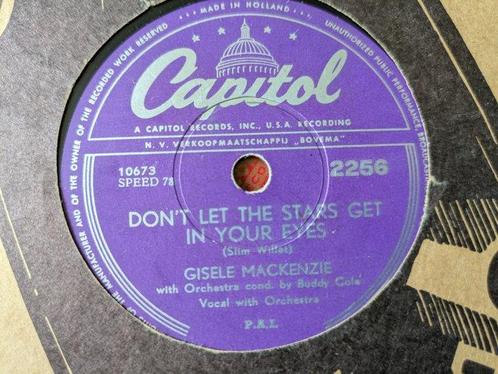 MADE IN HOLLAND
UNAUTHORIZED PUBLIC PERFORMANCE, BROADCASTING
MANUFACTURER AND OF THE OWNER OF THE RECORDED WORK RESERVED
Capitol
A CAPITOL RECORDS, INC., U.S.A. RECORDING
N. V. VERKOOPMAATSCHAPPIJ „BOVEMA"
10673
SPEED 78
2256
DON'T LET THE STARS GET
IN YOUR EYES
(Slim Willet)
GISELE MACKENZIE
with Orchestra cond. by Buddy Cole
Vocal with Orchestra